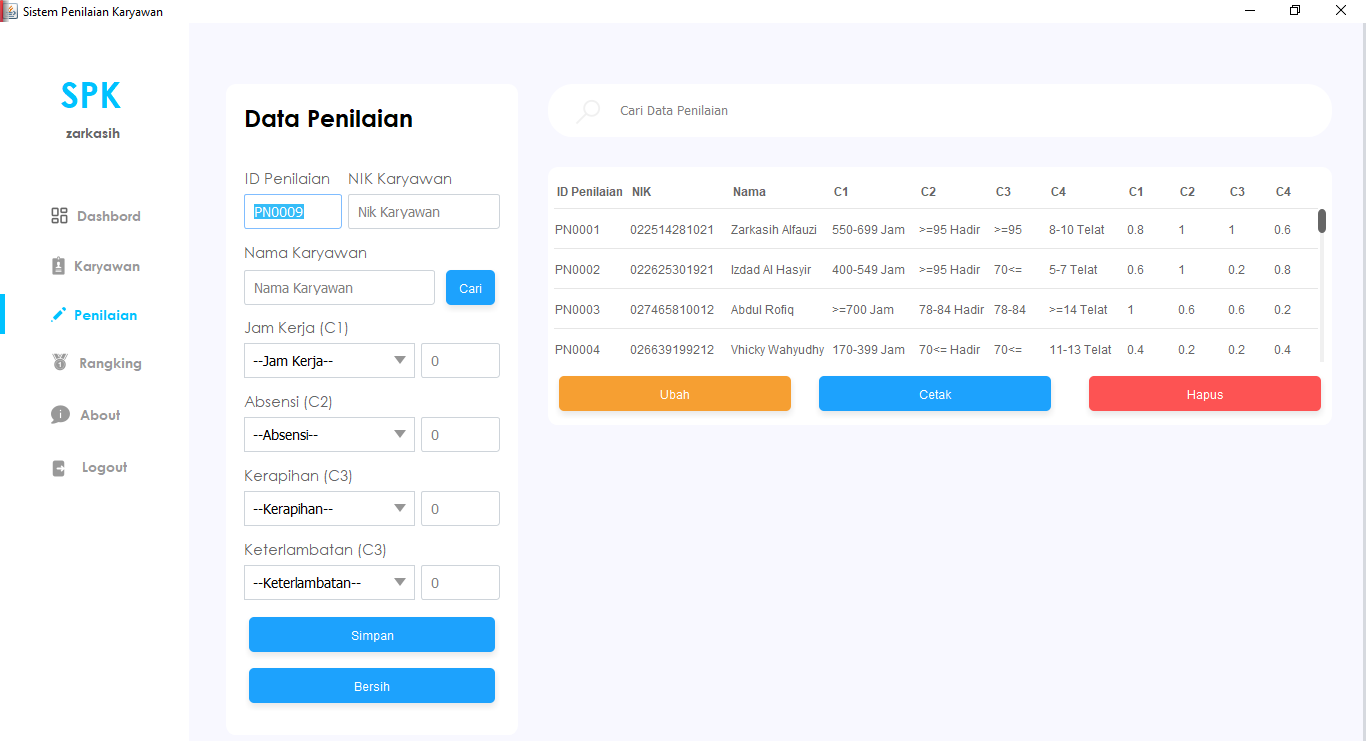 Sistem Penilaian Karyawan
SPK
zarkasih
Dashbord
Karyawan
Penilaian
Rangking
About
Logout
Data Penilaian
ID Penilaian NIK Karyawan
PN0009 Nik Karyawan
Nama Karyawan
Nama Karyawan Cari
Jam Kerja (C1)
--Jam Kerja-- 0
Absensi (C2)
--Absensi-- 0
Kerapihan (C3)
--Kerapihan-- 0
Keterlambatan (C3)
--Keterlambatan-- 0
Simpan
Bersih
Cari Data Penilaian
ID Penilaian NIK Nama C1 C2 C3 C4 C1 C2 C3 C4
PN0001 022514281021 Zarkasih Alfauzi 550-699 Jam >=95 Hadir >=95 8-10 Telat 0.8 1 1 0.6
PN0002 022625301921 Izdad Al Hasyir 400-549 Jam >=95 Hadir 70<= 5-7 Telat 0.6 1 0.2 0.8
PN0003 027465810012 Abdul Rofiq >=700 Jam 78-84 Hadir 78-84 >=14 Telat 1 0.6 0.6 0.2
PN0004 026639199212 Vhicky Wahyudhy 170-399 Jam 70<= Hadir 70<= 11-13 Telat 0.4 0.2 0.2 0.4
Ubah Cetak Hapus